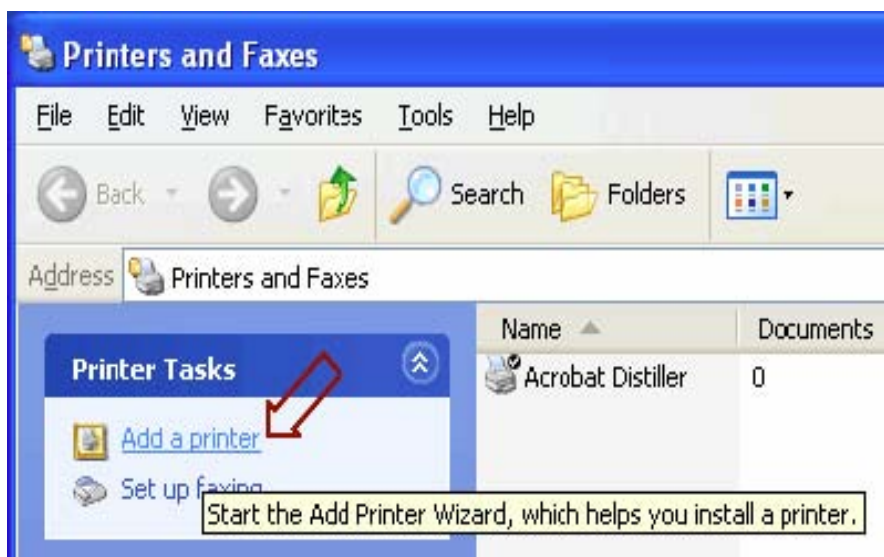 Printers and Faxes
File Edit View Favorites Tools Help
Back Search Folders
Address Printers and Faxes
Name Documents
Printer Tasks
Acrobat Distiller 0
Add a printer
Set up faxing
Start the Add Printer Wizard, which helps you install a printer.